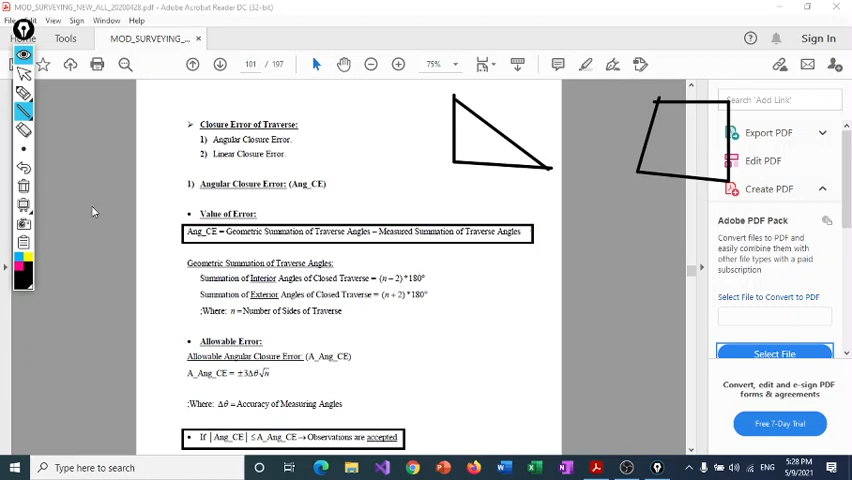 MOD_SURVEYING_NEW_ALL_20200428.pdf - Adobe Acrobat Reader DC (32-bit)
File Edit View Sign Window Help
Home Tools MOD_SURVEYING_... × Sign In
101 / 197 75%
Search 'Add Link'
Export PDF
Edit PDF
Create PDF
Adobe PDF Pack
Convert files to PDF and
easily combine them with
other file types with a paid
subscription
Select File to Convert to PDF
Select File
Convert, edit and e-sign PDF
forms & agreements
Free 7-Day Trial
➢ Closure Error of Traverse:
1) Angular Closure Error.
2) Linear Closure Error.
1) Angular Closure Error: (Ang_CE)
• Value of Error:
Ang_CE = Geometric Summation of Traverse Angles – Measured Summation of Traverse Angles
Geometric Summation of Traverse Angles:
Summation of Interior Angles of Closed Traverse = (n − 2) * 180°
Summation of Exterior Angles of Closed Traverse = (n + 2) * 180°
;Where: n = Number of Sides of Traverse
• Allowable Error:
Allowable Angular Closure Error: (A_Ang_CE)
A_Ang_CE = ±3Δθ√n
;Where: Δθ = Accuracy of Measuring Angles
• If |Ang_CE| ≤ A_Ang_CE → Observations are accepted
Type here to search
ENG
5:28 PM
5/9/2021